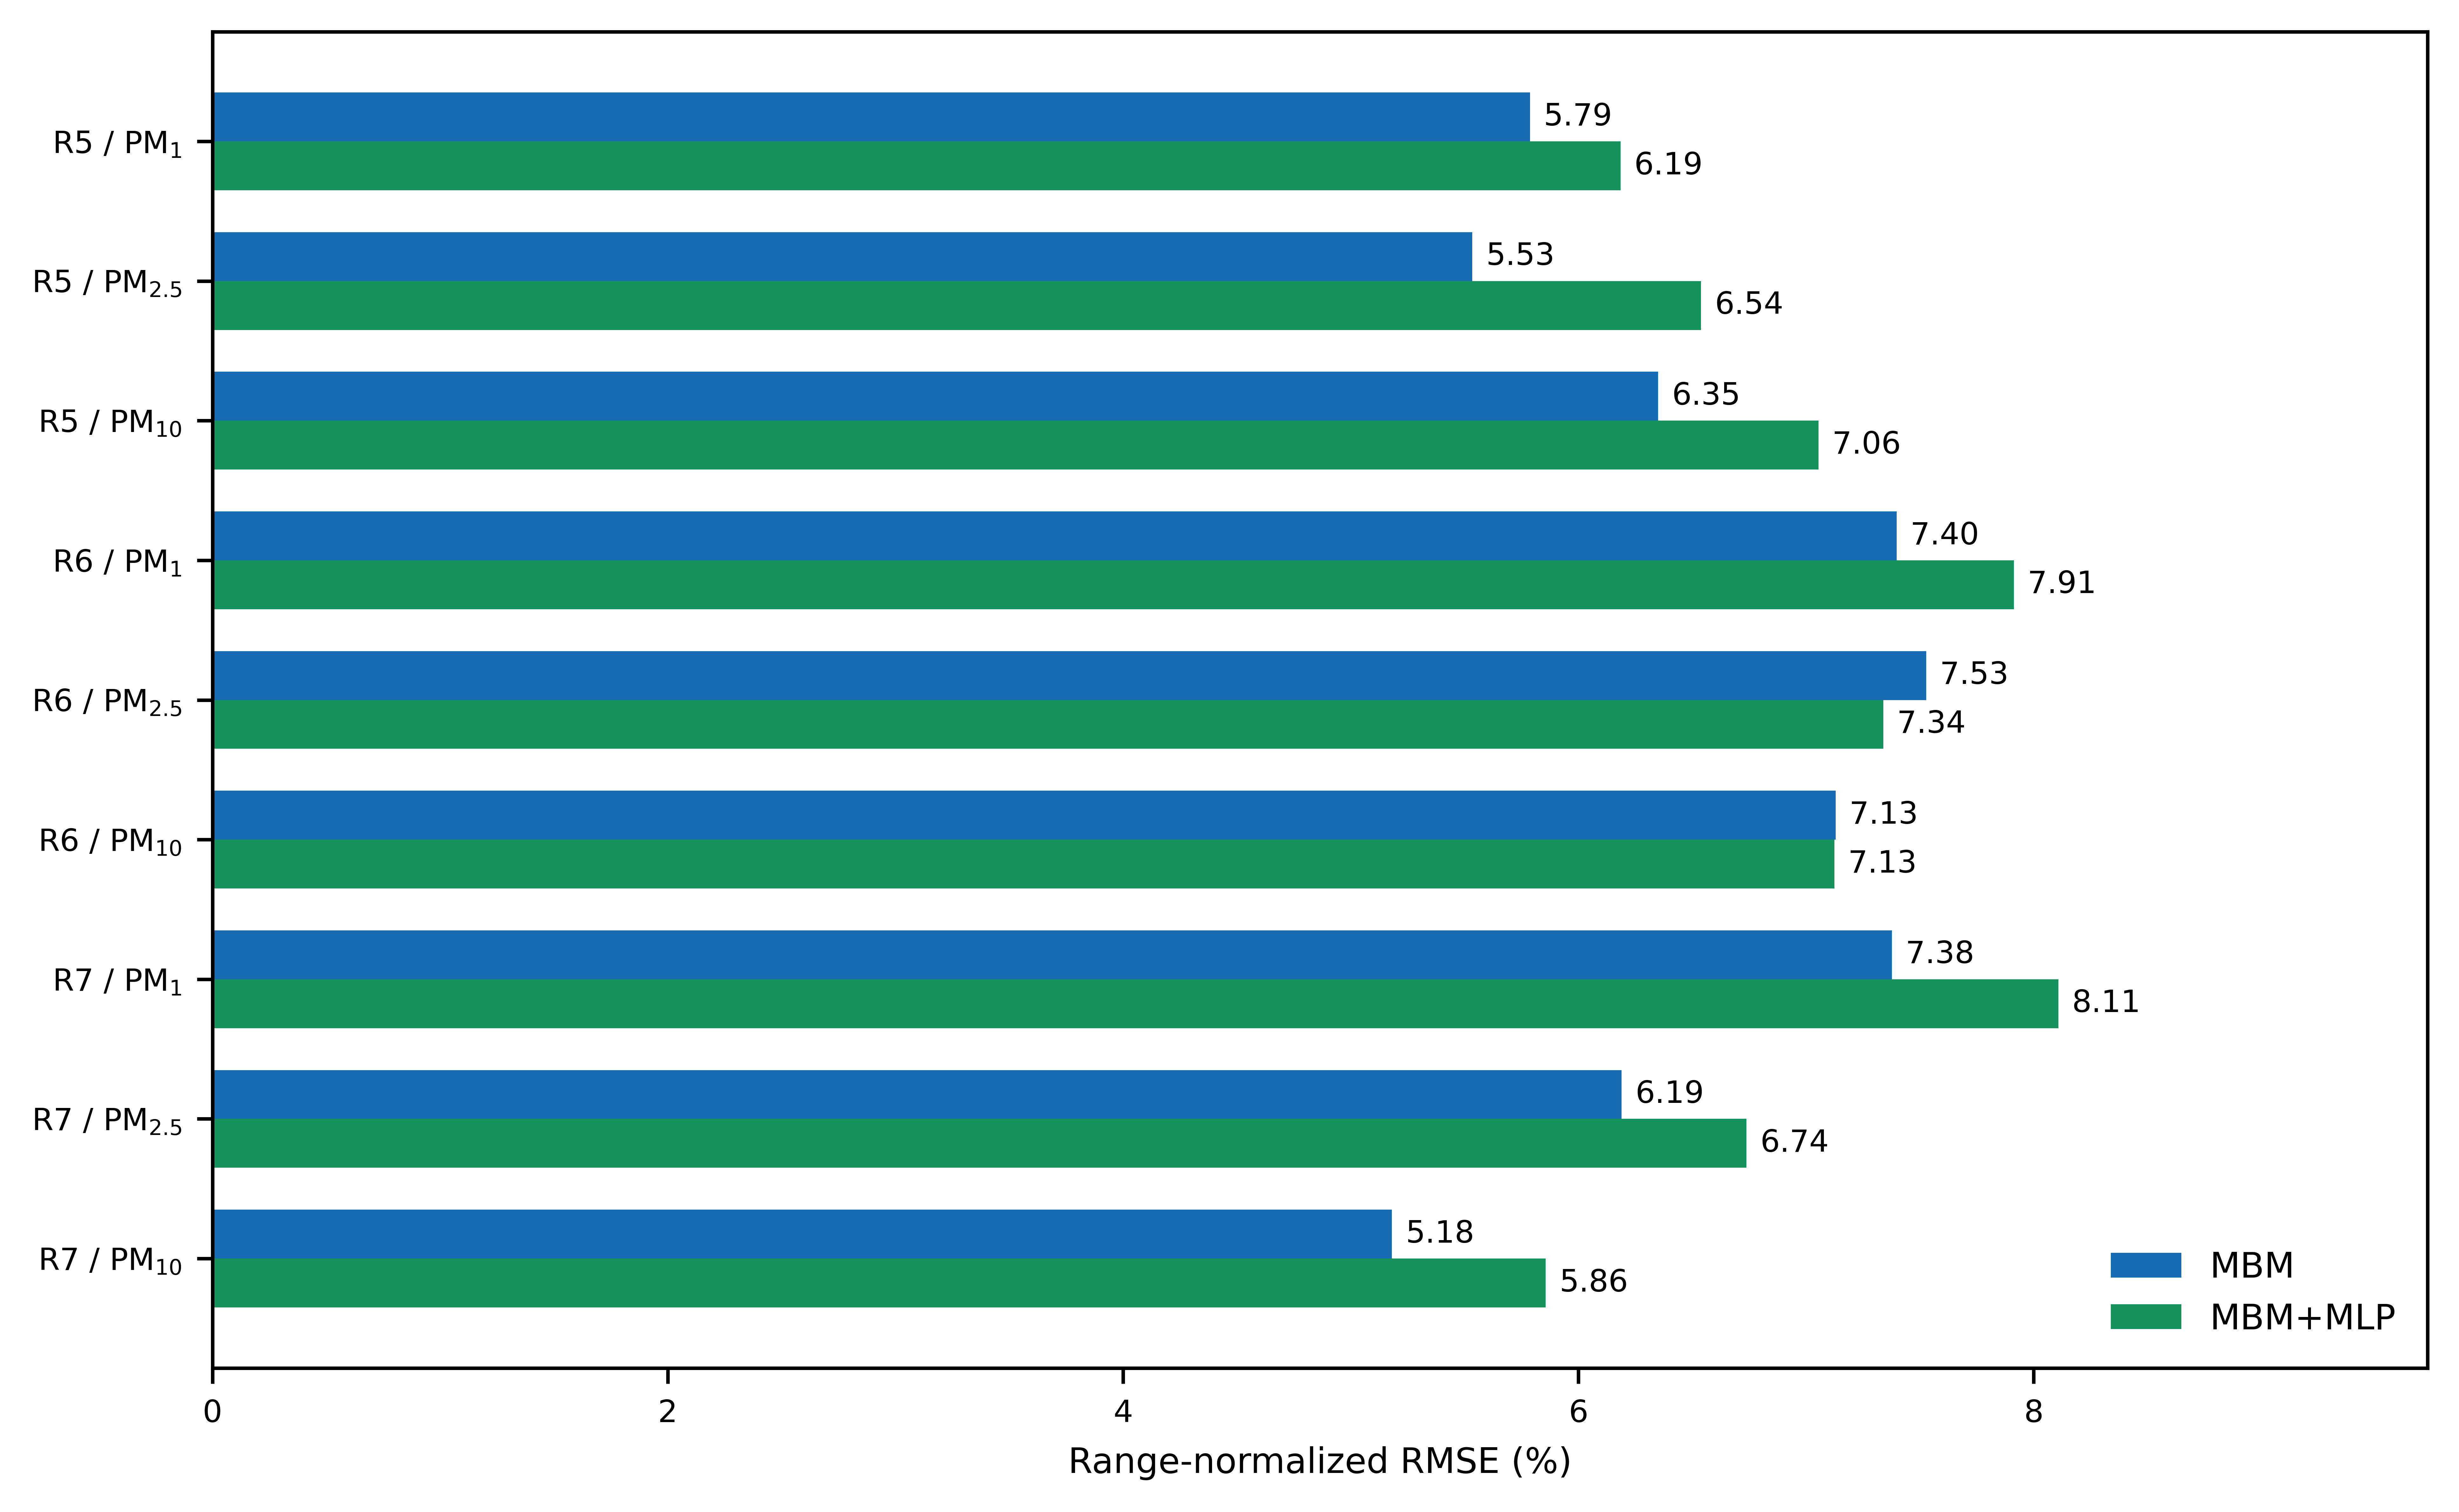 R5 / PM₁
5.79
6.19
R5 / PM₂.₅
5.53
6.54
R5 / PM₁₀
6.35
7.06
R6 / PM₁
7.40
7.91
R6 / PM₂.₅
7.53
7.34
R6 / PM₁₀
7.13
7.13
R7 / PM₁
7.38
8.11
R7 / PM₂.₅
6.19
6.74
R7 / PM₁₀
5.18
5.86
MBM
MBM+MLP
0 2 4 6 8
Range-normalized RMSE (%)